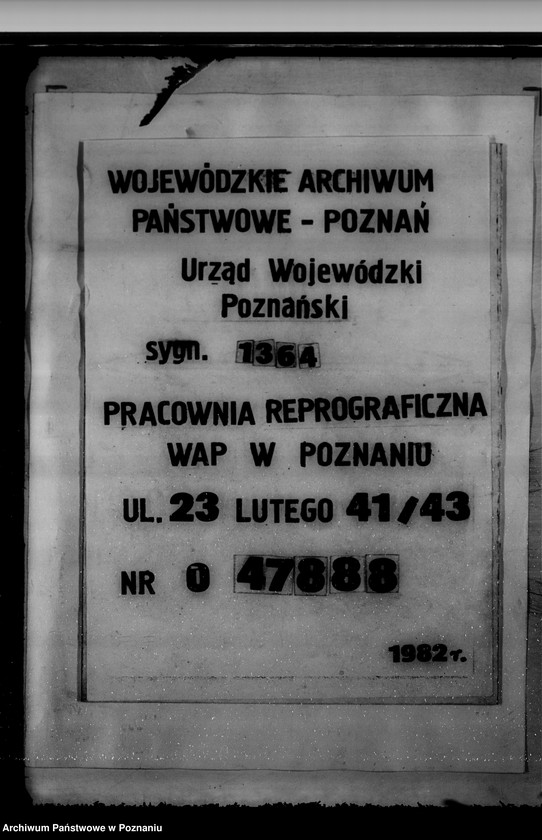 WOJEWÓDZKIE ARCHIWUM
PAŃSTWOWE - POZNAŃ
Urząd Wojewódzki
Poznański
sygn. 1364
PRACOWNIA REPROGRAFICZNA
WAP W POZNANIU
UL. 23 LUTEGO 41/43
NR 0 47888
1982 r.
Archiwum Państwowe w Poznaniu